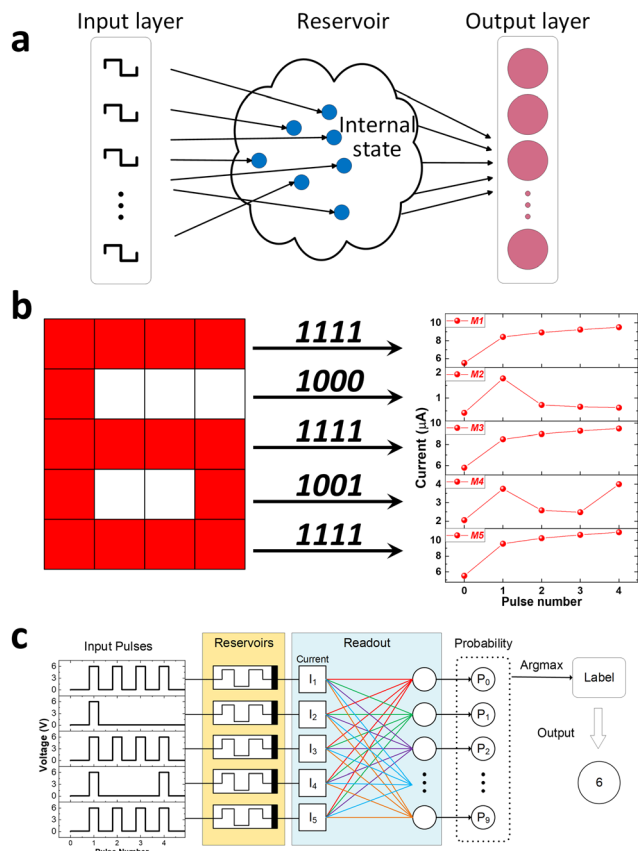 a
Input layer
Reservoir
Output layer
Internal
state
b
1111
1000
1111
1001
1111
Current (μA)
10
8
6
M1
2
1
M2
10
8
6
M3
4
3
2
M4
10
8
6
M5
0 1 2 3 4
Pulse number
c
Input Pulses
Reservoirs
Readout
Probability
Voltage (V)
6
3
0
6
3
0
6
3
0
6
3
0
6
3
0
0 1 2 3 4
Pulse Number
Current
I1
I2
I3
I4
I5
P0
P1
P2
P9
Argmax
Label
Output
6